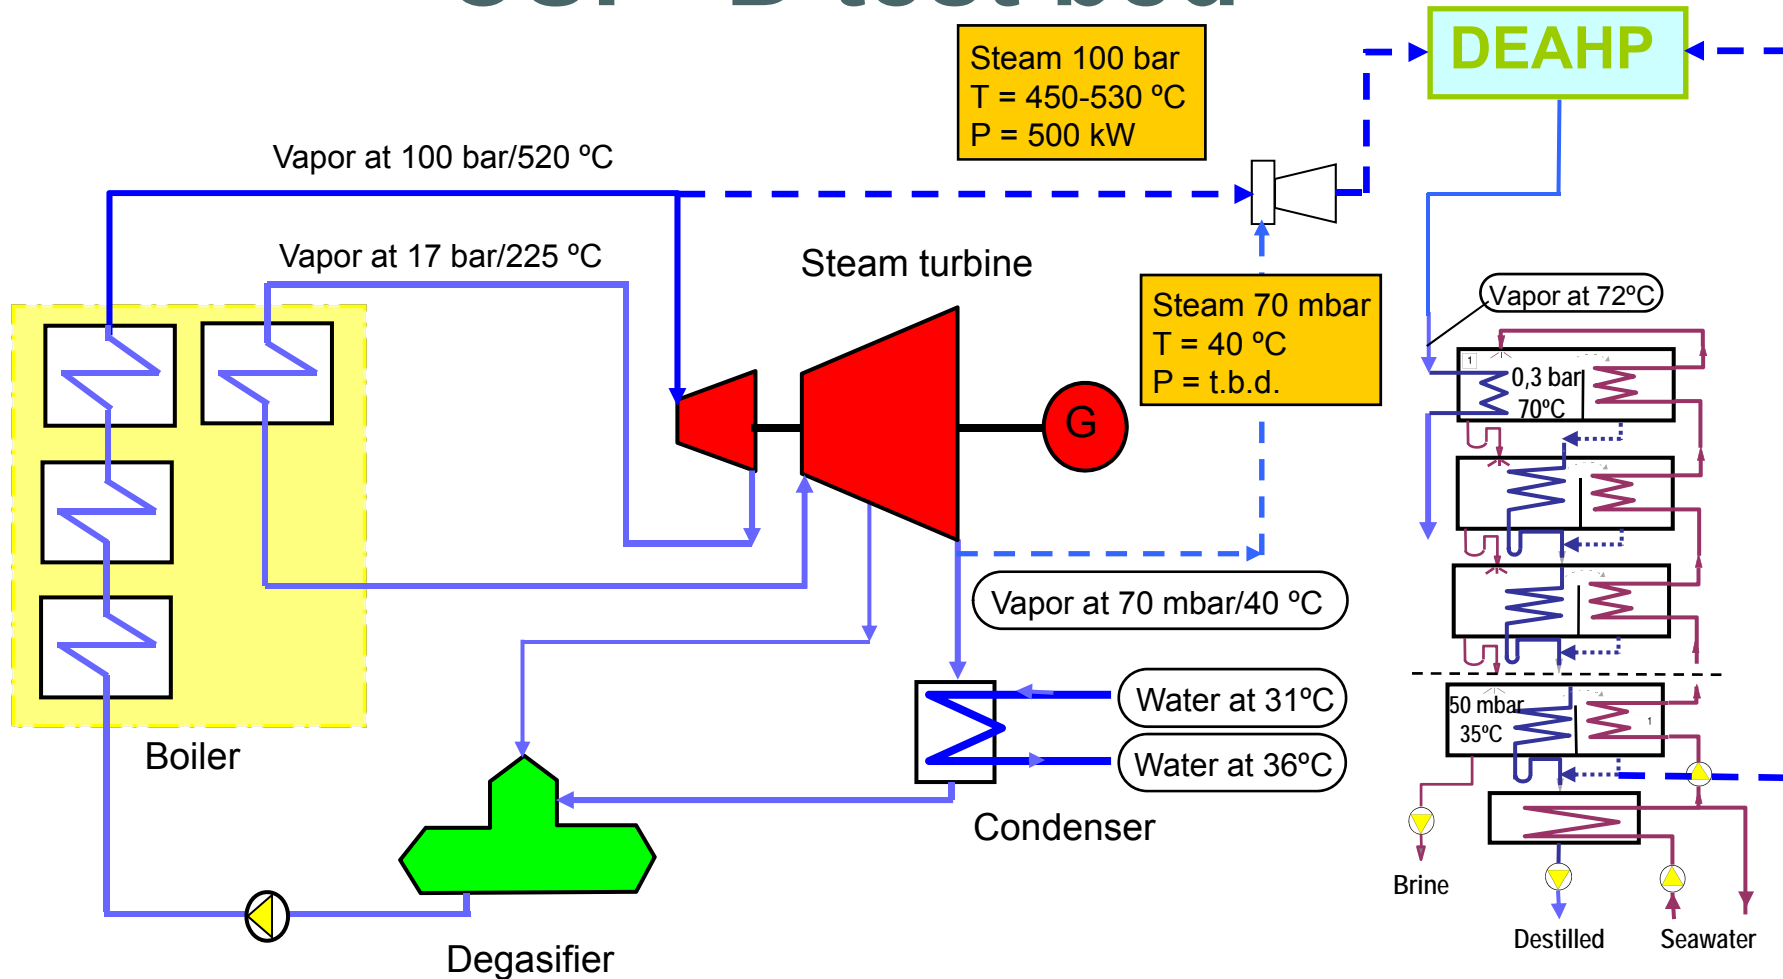 DEAHP
Steam 100 bar
T = 450-530 ºC
P = 500 kW
Vapor at 100 bar/520 ºC
Vapor at 17 bar/225 ºC
Steam turbine
Steam 70 mbar
T = 40 ºC
P = t.b.d.
Vapor at 72ºC
1
0,3 bar
70ºC
G
Vapor at 70 mbar/40 ºC
Water at 31ºC
Water at 36ºC
50 mbar
35ºC
1
Boiler
Condenser
Degasifier
Brine
Destilled
Seawater